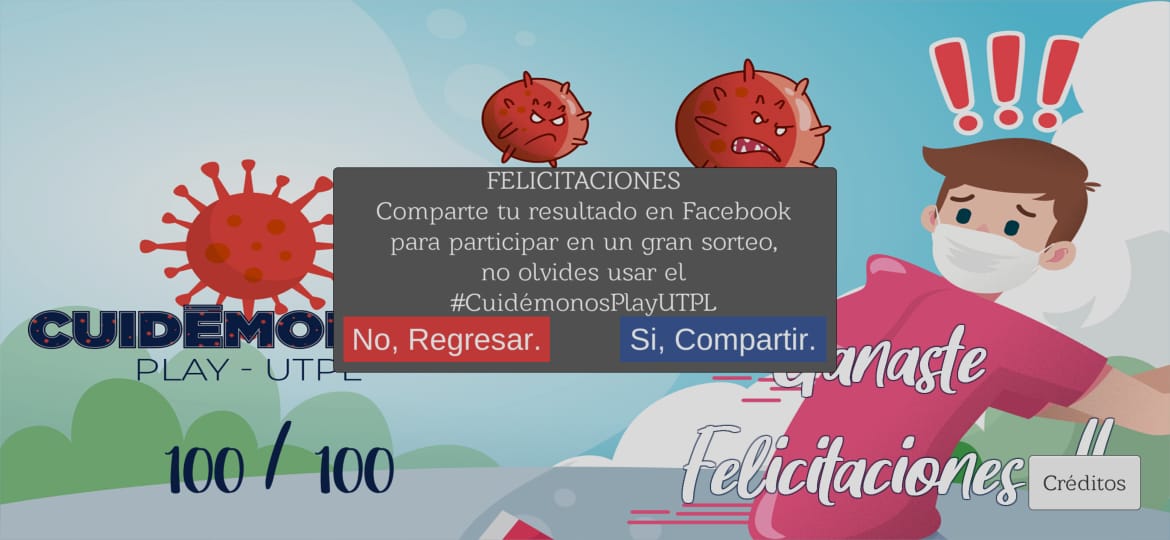 FELICITACIONES
Comparte tu resultado en Facebook
para participar en un gran sorteo,
no olvides usar el
#CuidémonosPlayUTPL
No, Regresar.
Si, Compartir.
PLAY - UTPL
100 / 100
Ganaste
Felicitaciones !!
Créditos
!!!